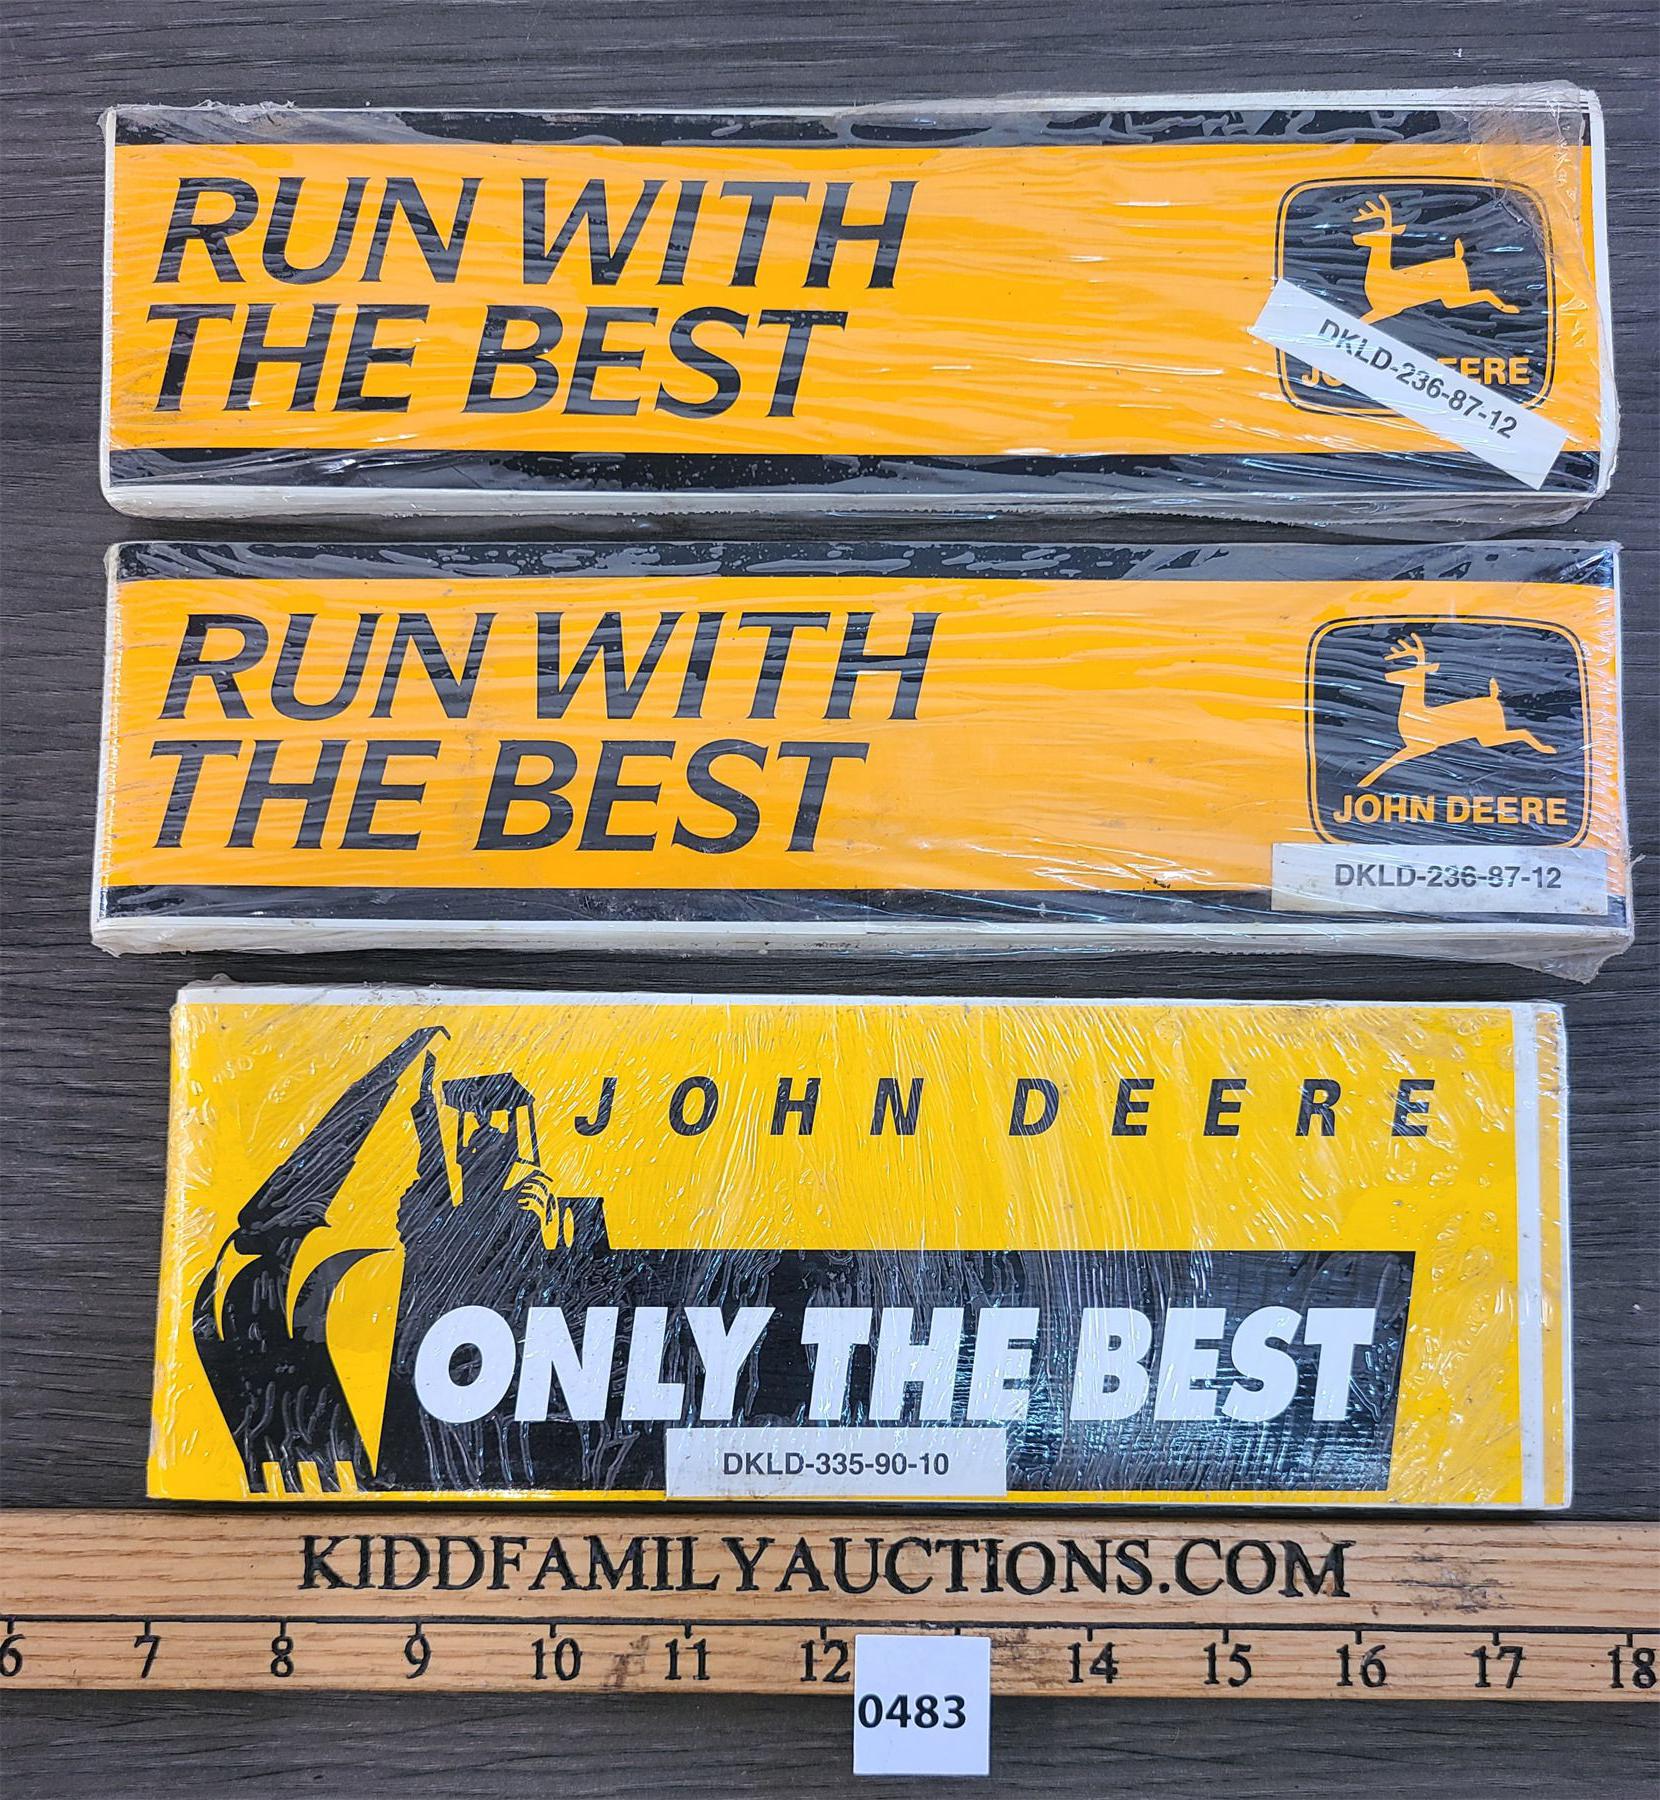 RUN WITH
THE BEST
JO EERE
DKLD-236-87-12
RUN WITH
THE BEST
JOHN DEERE
DKLD-236-87-12
JOHN DEERE
ONLY THE BEST
DKLD-335-90-10
KIDDFAMILYAUCTIONS.COM
6 7 8 9 10 11 12 14 15 16 17 18
0483